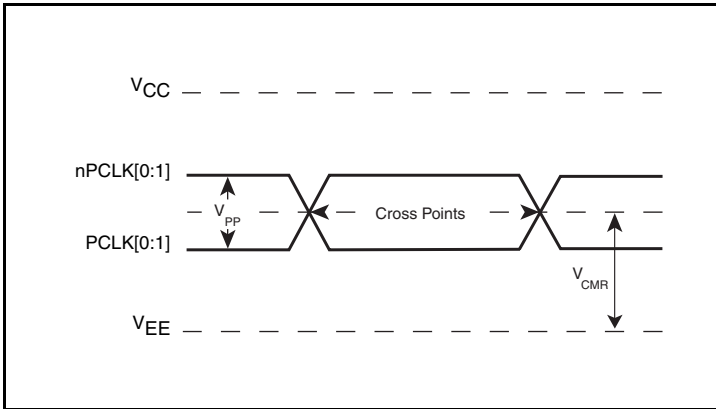 VCC
nPCLK[0:1]
VPP
Cross Points
PCLK[0:1]
VCMR
VEE